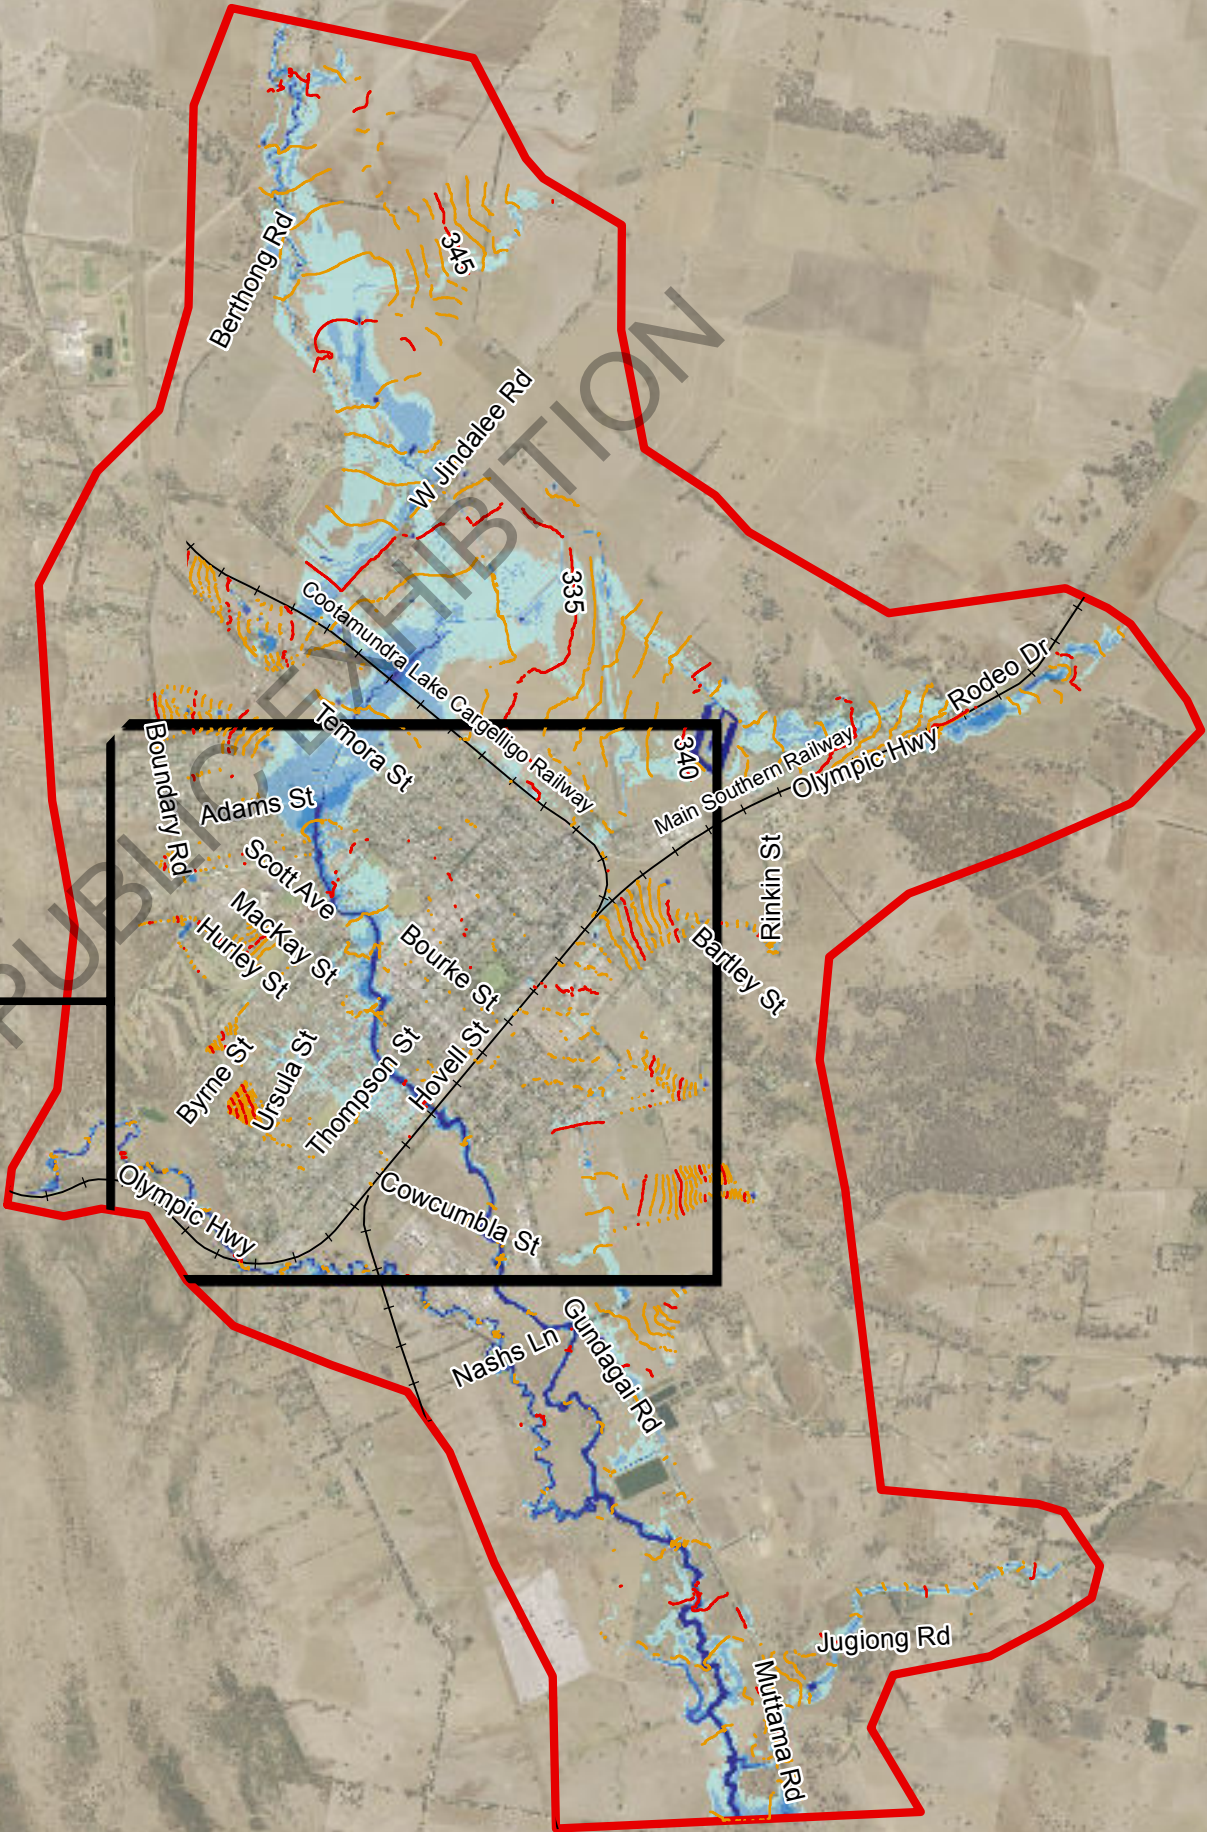 Berthong Rd
345
W Jindalee Rd
335
Cootamundra Lake Cargelligo Railway
Rodeo Dr
Olympic Hwy
Main Southern Railway
340
Temora St
Boundary Rd
Adams St
Scott Ave
MacKay St
Hurley St
Bourke St
Rinkin St
Bartley St
Byrne St
Ursula St
Thompson St
Hovell St
Olympic Hwy
Cowcumbla St
Nashs Ln
Gundagai Rd
Jugiong Rd
Muttama Rd
PUBLIC EXHIBITION